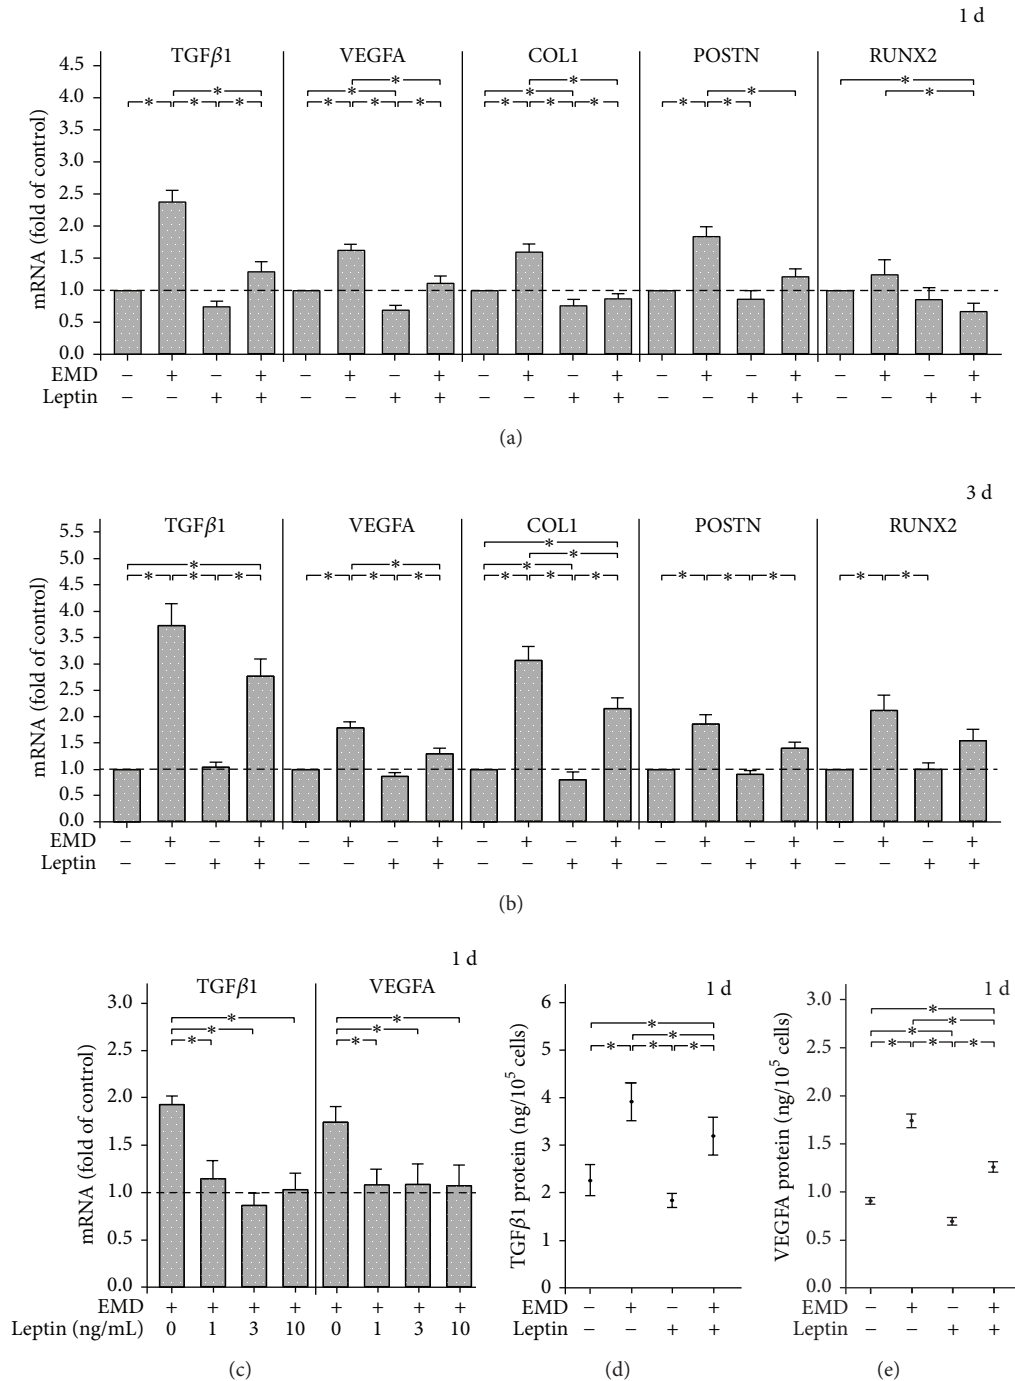 1 d
TGFβ1 VEGFA COL1 POSTN RUNX2
mRNA (fold of control)
4.5
4.0
3.5
3.0
2.5
2.0
1.5
1.0
0.5
0.0
* * * * * * * * * * * * * * * * * * *
EMD − + − + − + − + − + − + − + − + − + − +
Leptin − − + + − − + + − − + + − − + + − − + +
(a)
3 d
TGFβ1 VEGFA COL1 POSTN RUNX2
mRNA (fold of control)
5.5
5.0
4.5
4.0
3.5
3.0
2.5
2.0
1.5
1.0
0.5
0.0
* * * * * * * * * * * * * * * * * * *
EMD − + − + − + − + − + − + − + − + − + − +
Leptin − − + + − − + + − − + + − − + + − − + +
(b)
1 d
TGFβ1 VEGFA
mRNA (fold of control)
3.0
2.5
2.0
1.5
1.0
0.5
0.0
* * * * * *
EMD + + + + + + + +
Leptin (ng/mL) 0 1 3 10 0 1 3 10
(c)
1 d
TGFβ1 protein (ng/10⁵ cells)
6
5
4
3
2
1
0
* * * * *
EMD − + − +
Leptin − − + +
(d)
1 d
VEGFA protein (ng/10⁵ cells)
3.0
2.5
2.0
1.5
1.0
0.5
0.0
* * * * * *
EMD − + − +
Leptin − − + +
(e)